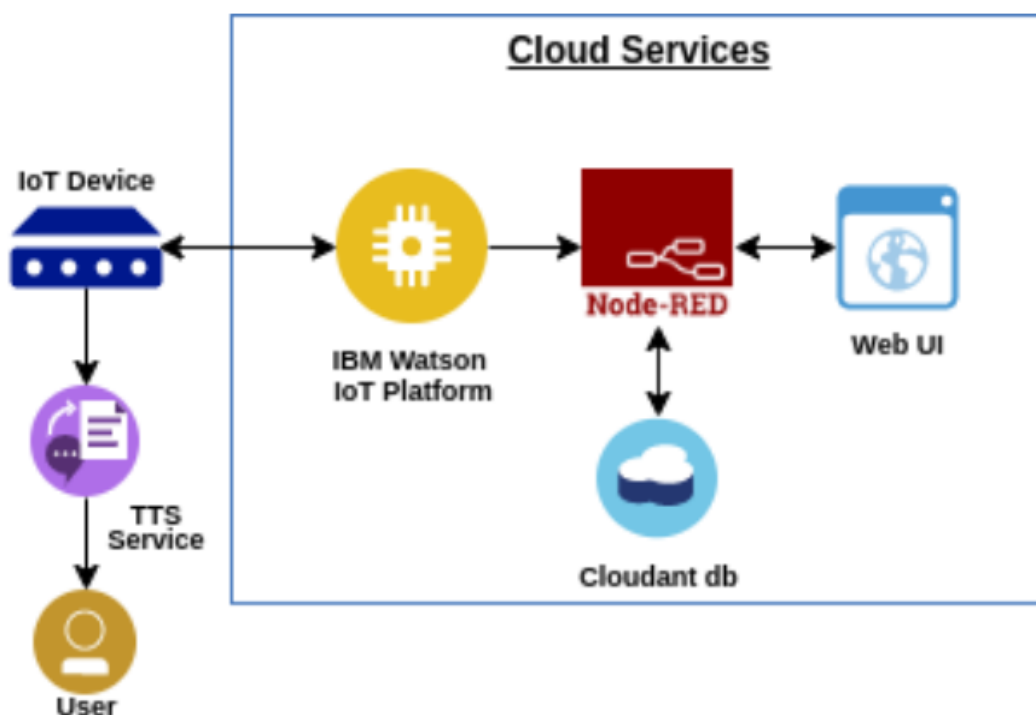 Cloud Services
IoT Device
IBM Watson
IoT Platform
Node-RED
Web UI
TTS
Service
Cloudant db
User